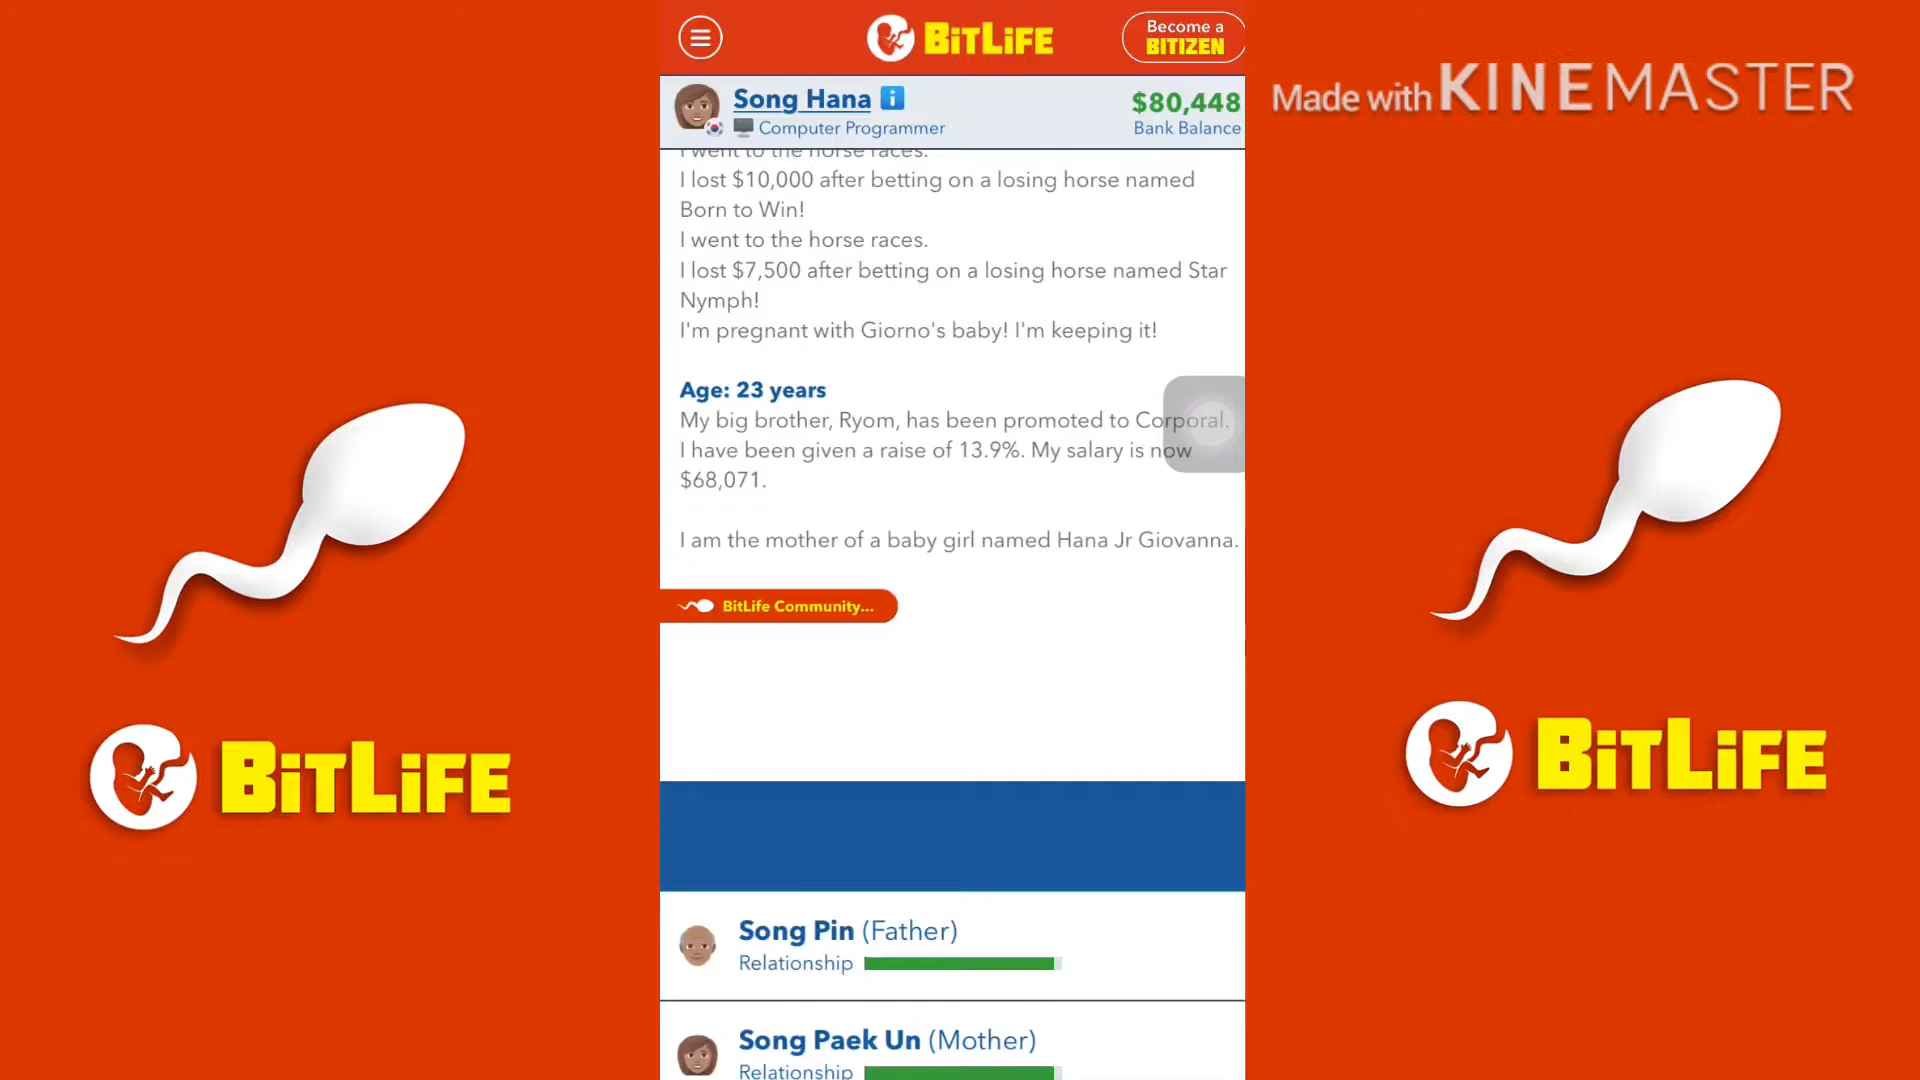 BiTLiFE
Become a
BITIZEN
Made with KINEMASTER
Song Hana
$80,448
Computer Programmer
Bank Balance
I went to the horse races.
I lost $10,000 after betting on a losing horse named
Born to Win!
I went to the horse races.
I lost $7,500 after betting on a losing horse named Star
Nymph!
I'm pregnant with Giorno's baby! I'm keeping it!
Age: 23 years
My big brother, Ryom, has been promoted to Corporal.
I have been given a raise of 13.9%. My salary is now
$68,071.
I am the mother of a baby girl named Hana Jr Giovanna.
BitLife Community...
BiTLiFE
BiTLiFE
Song Pin (Father)
Relationship
Song Paek Un (Mother)
Relationship